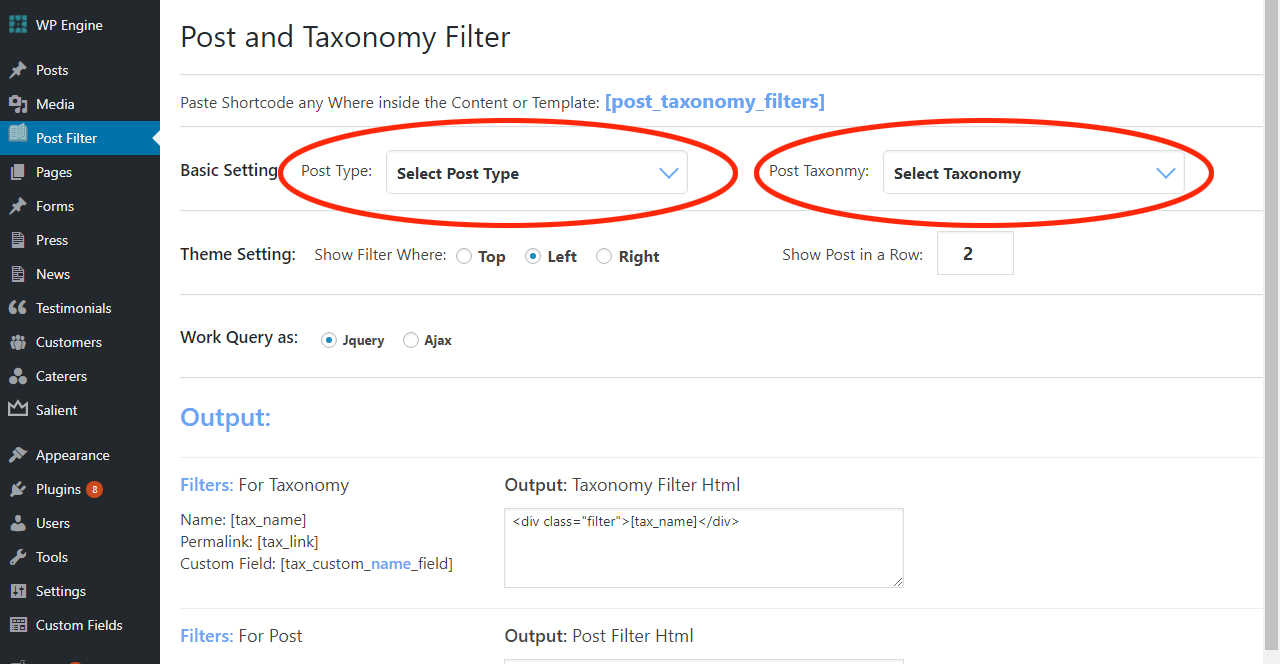 WP Engine
Posts
Media
Post Filter
Pages
Forms
Press
News
Testimonials
Customers
Caterers
Salient
Appearance
Plugins 8
Users
Tools
Settings
Custom Fields
Post and Taxonomy Filter
Paste Shortcode any Where inside the Content or Template: [post_taxonomy_filters]
Basic Setting Post Type: Select Post Type Post Taxonmy: Select Taxonomy
Theme Setting: Show Filter Where: Top Left Right Show Post in a Row: 2
Work Query as: Jquery Ajax
Output:
Filters: For Taxonomy
Name: [tax_name]
Permalink: [tax_link]
Custom Field: [tax_custom_name_field]
Output: Taxonomy Filter Html
<div class="filter">[tax_name]</div>
Filters: For Post
Output: Post Filter Html